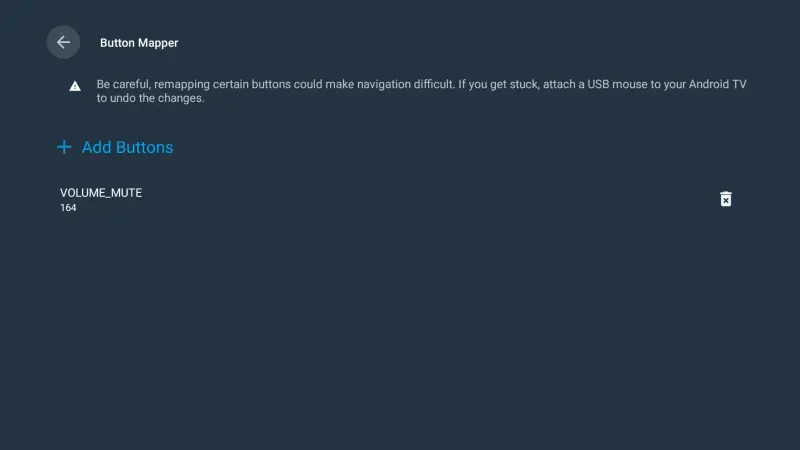 Button Mapper
Be careful, remapping certain buttons could make navigation difficult. If you get stuck, attach a USB mouse to your Android TV
to undo the changes.
Add Buttons
VOLUME_MUTE
164